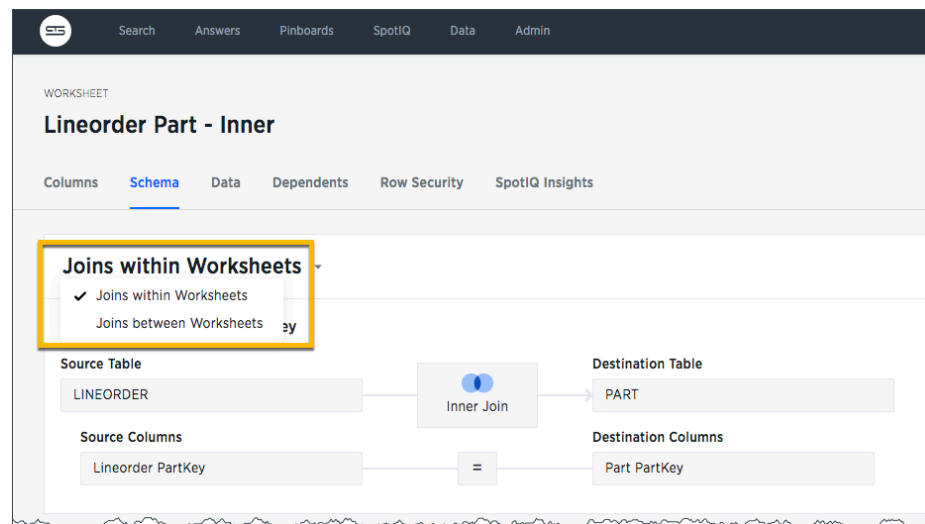 Search Answers Pinboards SpotIQ Data Admin
WORKSHEET
Lineorder Part - Inner
Columns Schema Data Dependents Row Security SpotIQ Insights
Joins within Worksheets
Joins within Worksheets
Joins between Worksheets
Source Table Destination Table
LINEORDER Inner Join PART
Source Columns Destination Columns
Lineorder PartKey = Part PartKey